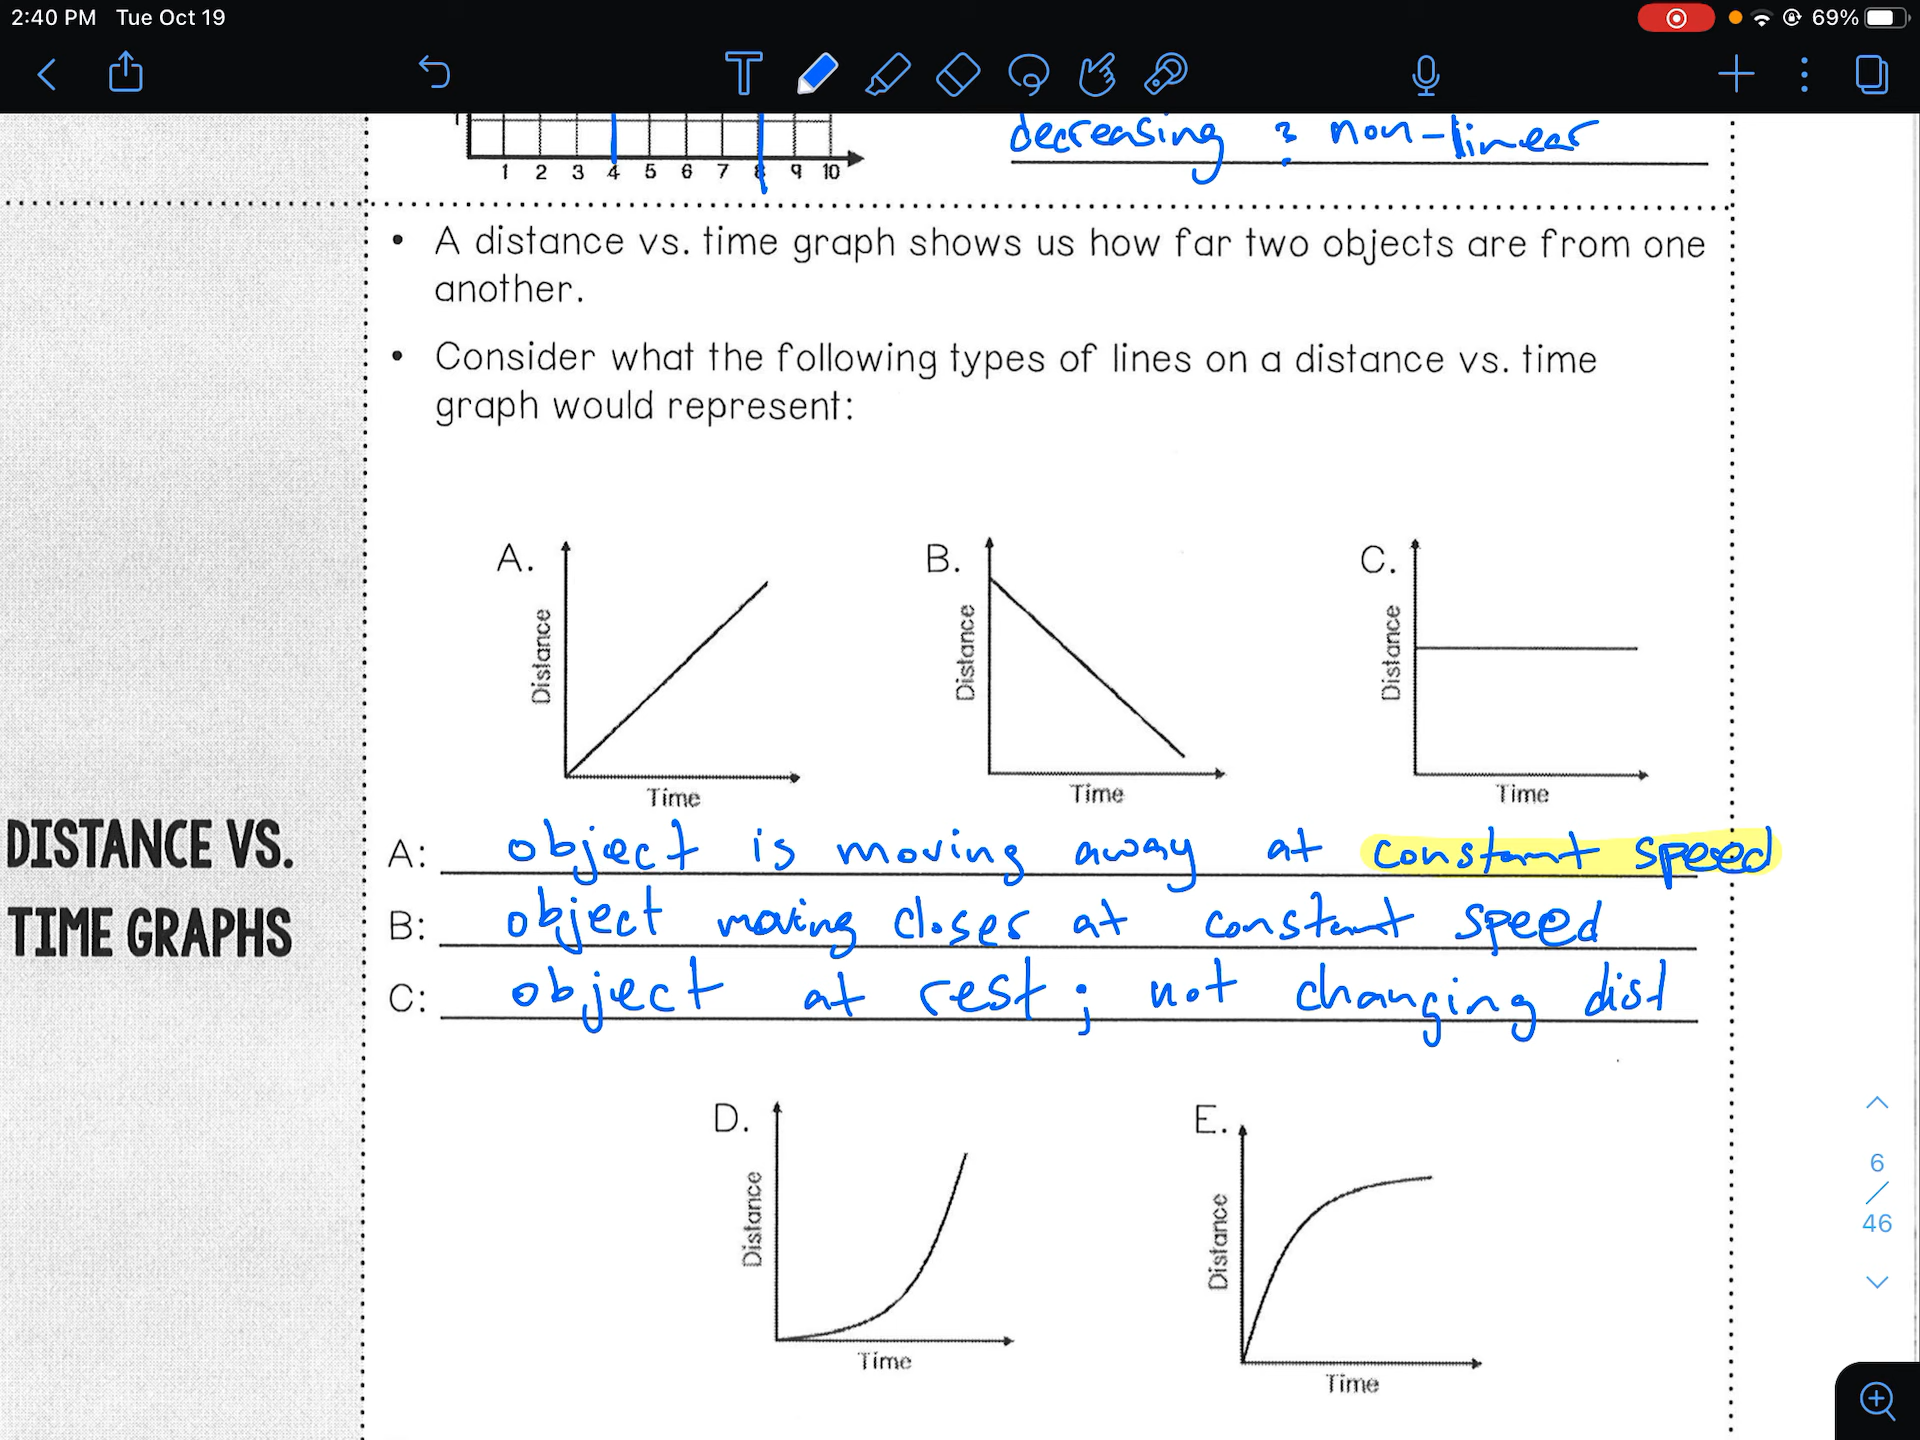 2:40 PM Tue Oct 19 69%
decreasing & non-linear
1 2 3 4 5 6 7 8 9 10
• A distance vs. time graph shows us how far two objects are from one
another.
• Consider what the following types of lines on a distance vs. time
graph would represent:
A. B. C.
Distance Distance Distance
Time Time Time
DISTANCE VS.
TIME GRAPHS
A: object is moving away at constant speed
B: object moving closer at constant speed
C: object at rest; not changing dist
D. E.
Distance Distance
Time Time
6
/
46